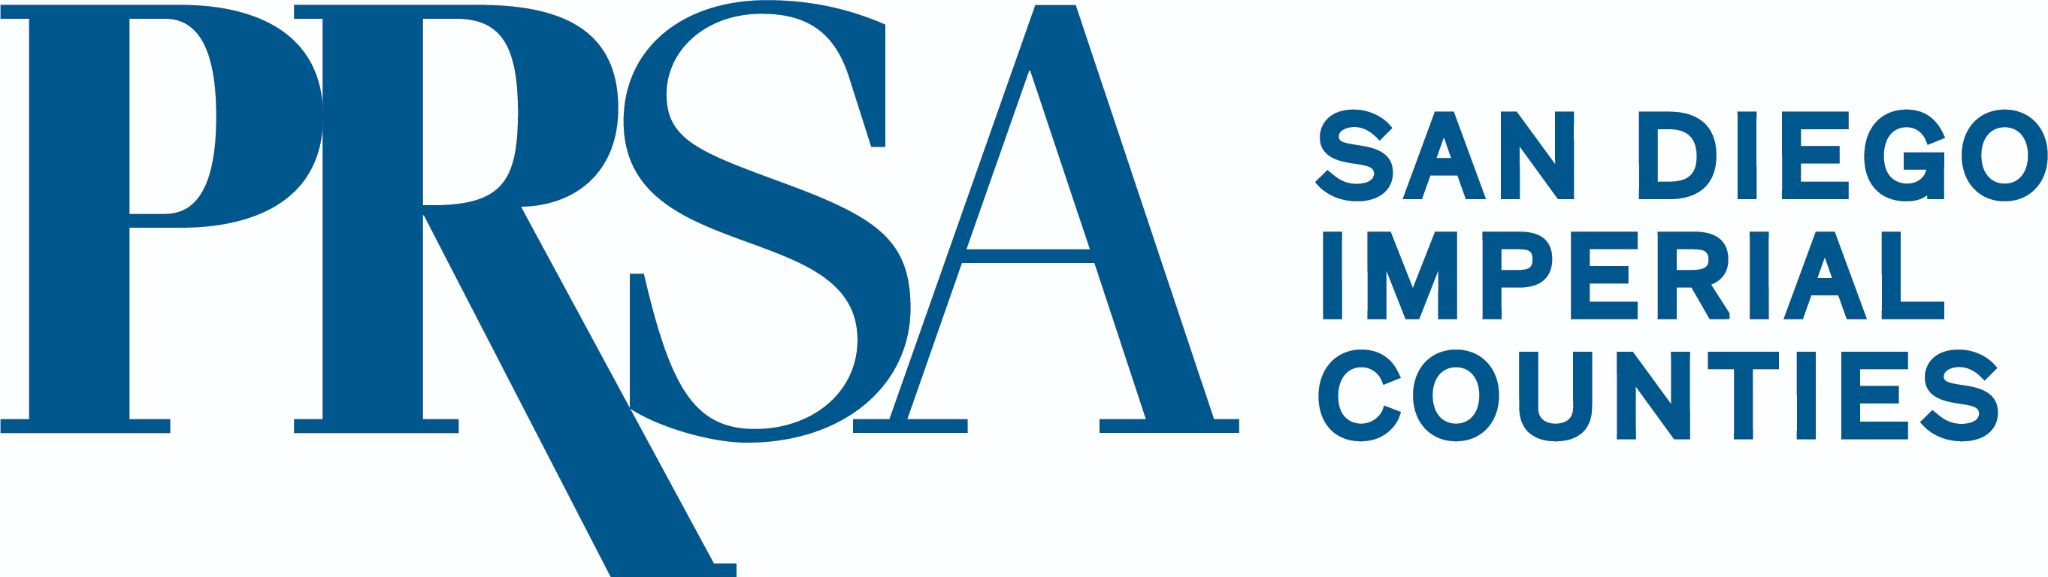 PRSA
SAN DIEGO
IMPERIAL
COUNTIES